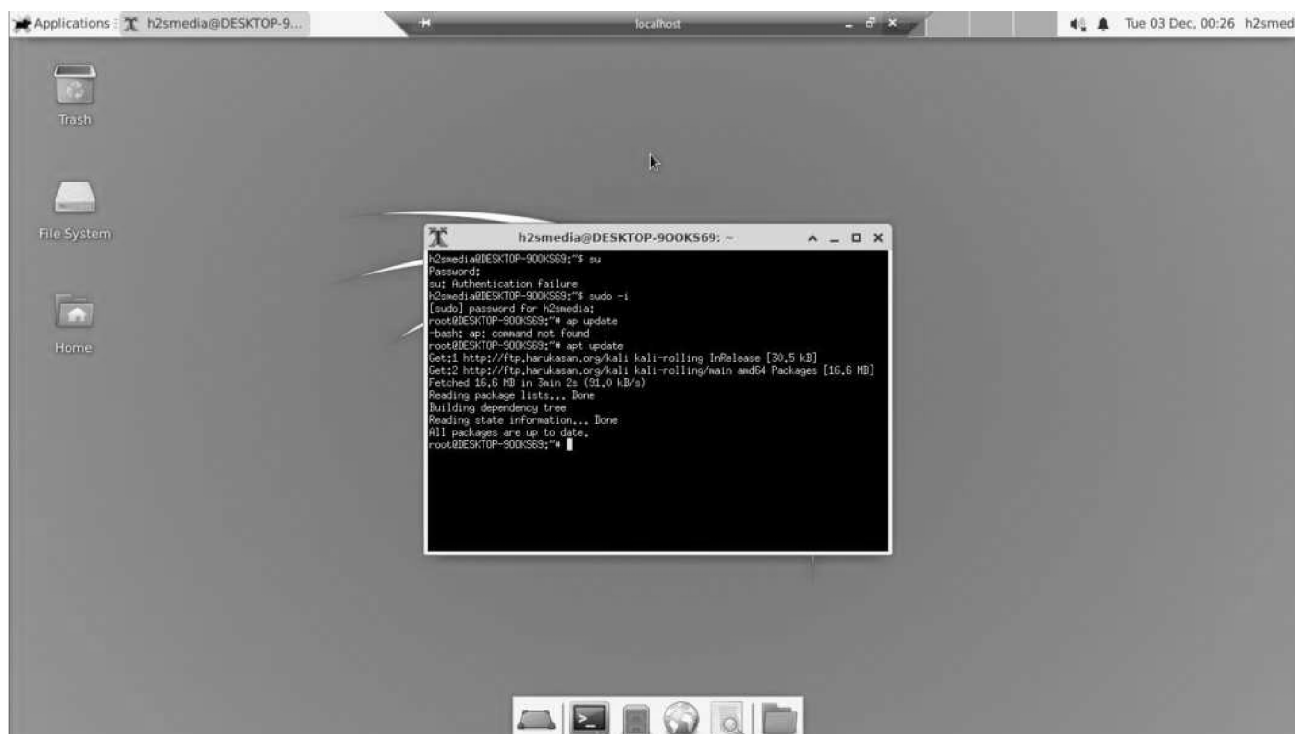 Applications
h2smedia@DESKTOP-9...
localhost
Tue 03 Dec, 00:26
h2smed
Trash
File System
Home
h2smedia@DESKTOP-9OOKS69: ~
h2smedia@DESKTOP-9OOKS69:~$ su
Password:
su: Authentication failure
h2smedia@DESKTOP-9OOKS69:~$ sudo -i
[sudo] password for h2smedia:
root@DESKTOP-9OOKS69:~# ap update
-bash: ap: command not found
root@DESKTOP-9OOKS69:~# apt update
Get:1 http://ftp.harukasan.org/kali kali-rolling InRelease [30.5 kB]
Get:2 http://ftp.harukasan.org/kali kali-rolling/main amd64 Packages [16.6 MB]
Fetched 16.6 MB in 3min 2s (91.0 kB/s)
Reading package lists... Done
Building dependency tree
Reading state information... Done
All packages are up to date.
root@DESKTOP-9OOKS69:~#